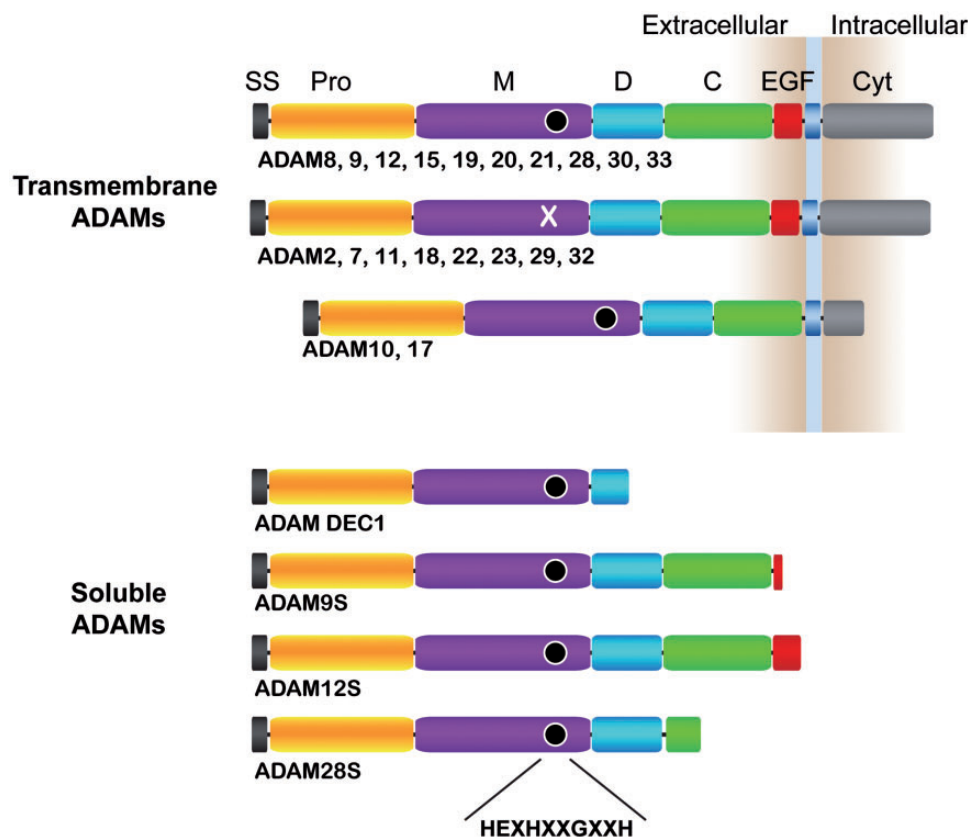 Extracellular Intracellular
SS Pro M D C EGF Cyt
ADAM8, 9, 12, 15, 19, 20, 21, 28, 30, 33
Transmembrane
ADAMs
X
ADAM2, 7, 11, 18, 22, 23, 29, 32
ADAM10, 17
ADAM DEC1
Soluble
ADAMs
ADAM9S
ADAM12S
ADAM28S
HEXHXXGXXH